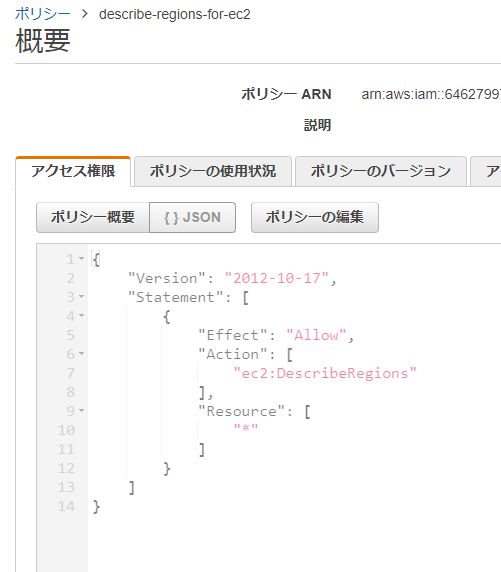 ポリシー > describe-regions-for-ec2
概要
ポリシー ARN arn:aws:iam::6462799
説明
アクセス権限 ポリシーの使用状況 ポリシーのバージョン ア
ポリシー概要 { } JSON ポリシーの編集
1 {
2 "Version": "2012-10-17",
3 "Statement": [
4 {
5 "Effect": "Allow",
6 "Action": [
7 "ec2:DescribeRegions"
8 ],
9 "Resource": [
10 "*"
11 ]
12 }
13 ]
14 }